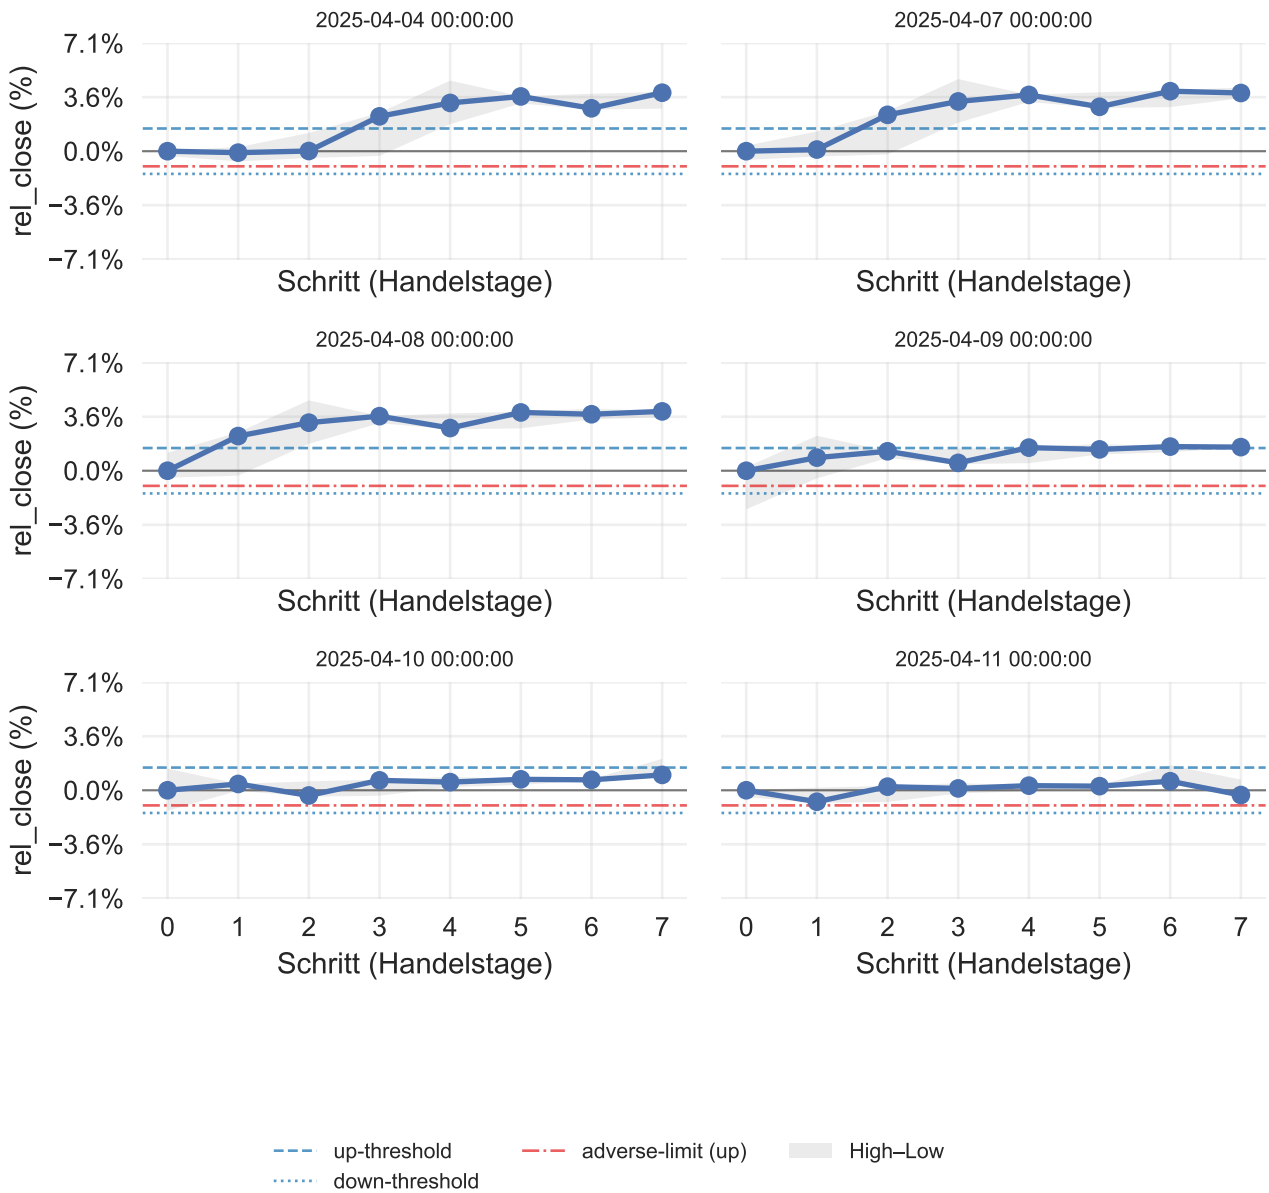 2025-04-04 00:00:00
2025-04-07 00:00:00
7.1%
3.6%
0.0%
−3.6%
−7.1%
rel_close (%)
Schritt (Handelstage)
Schritt (Handelstage)
2025-04-08 00:00:00
2025-04-09 00:00:00
7.1%
3.6%
0.0%
−3.6%
−7.1%
rel_close (%)
Schritt (Handelstage)
Schritt (Handelstage)
2025-04-10 00:00:00
2025-04-11 00:00:00
7.1%
3.6%
0.0%
−3.6%
−7.1%
rel_close (%)
0 1 2 3 4 5 6 7
0 1 2 3 4 5 6 7
Schritt (Handelstage)
Schritt (Handelstage)
up-threshold
down-threshold
adverse-limit (up)
High–Low